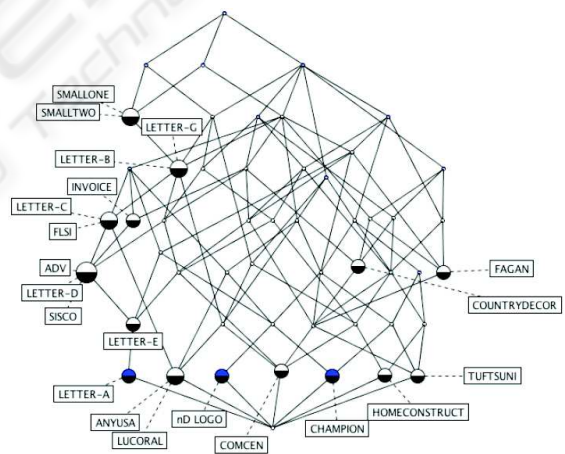 Techno
SMALLONE
SMALLTWO
LETTER-G
LETTER-B
INVOICE
LETTER-C
FLSI
ADV
LETTER-D
SISCO
FAGAN
COUNTRYDECOR
LETTER-E
LETTER-A
TUFTSUNI
ANYUSA
nD LOGO
HOMECONSTRUCT
LUCORAL
CHAMPION
COMCEN